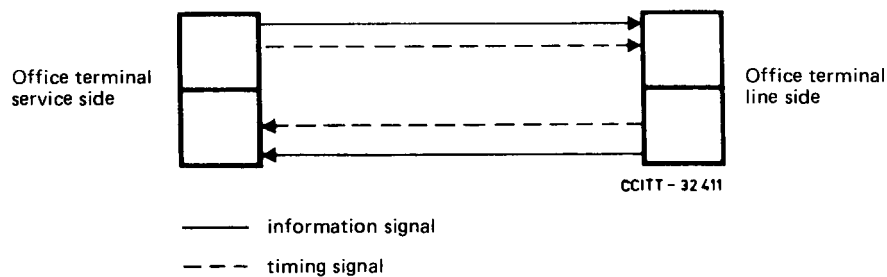 Office terminal
service side
Office terminal
line side
CCITT – 32 411
information signal
timing signal